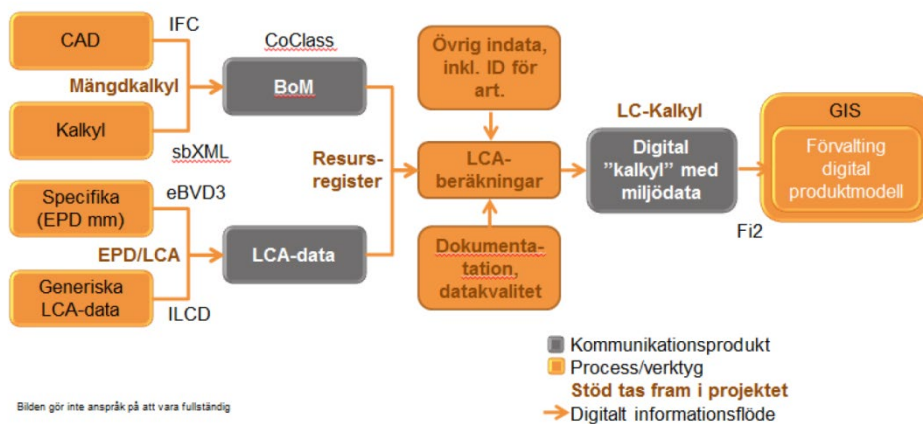 CAD
IFC
Mängdkalkyl
Kalkyl
sbXML
CoClass
BoM
Specifika
(EPD mm)
eBVD3
EPD/LCA
Generiska
LCA-data
ILCD
LCA-data
Resurs-
register
Övrig indata,
inkl. ID för
art.
LCA-
beräkningar
Dokumenta-
tation,
datakvalitet
LC-Kalkyl
Digital
”kalkyl” med
miljödata
Fi2
GIS
Förvalting
digital
produktmodell
Kommunikationsprodukt
Process/verktyg
Stöd tas fram i projektet
Digitalt informationsflöde
Bilden gör inte anspråk på att vara fullständig